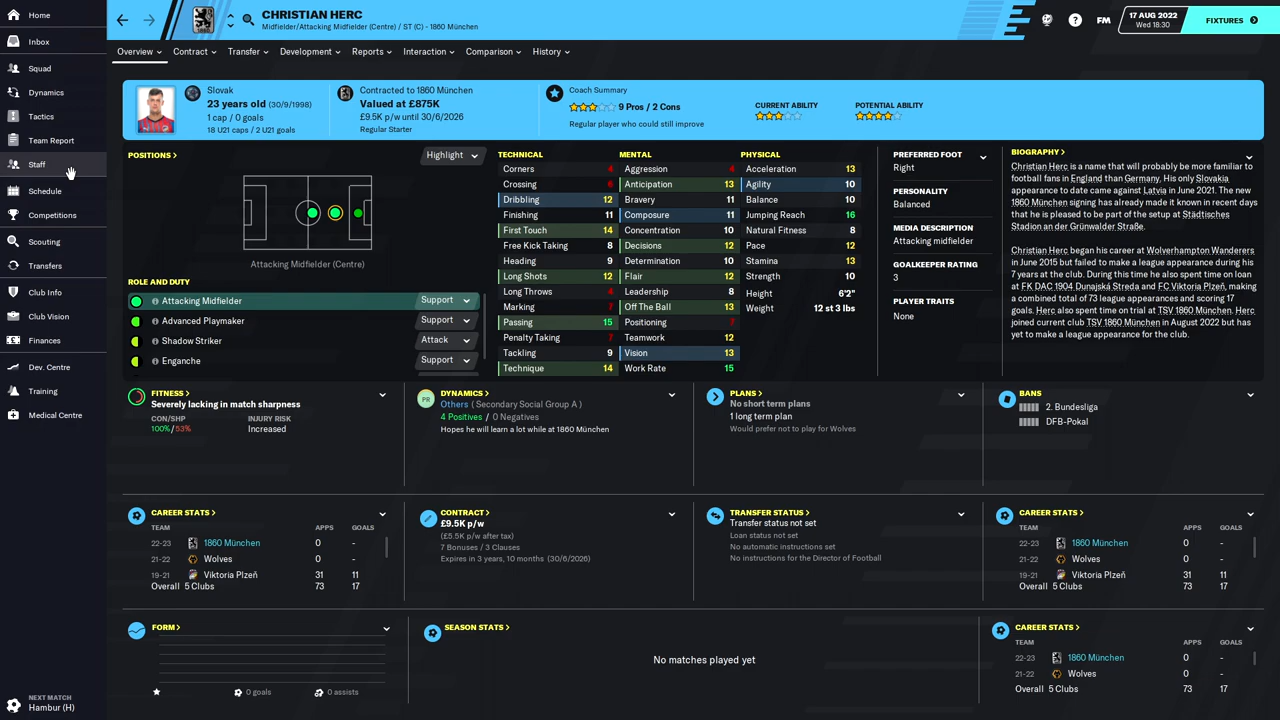 Home
Inbox
Squad
Dynamics
Tactics
Team Report
Staff
Schedule
Competitions
Scouting
Transfers
Club Info
Club Vision
Finances
Dev. Centre
Training
Medical Centre
NEXT MATCH
Hambur (H)
CHRISTIAN HERC
Midfielder/Attacking Midfielder (Centre) / ST (C) - 1860 München
FM
17 AUG 2022
Wed 18:30
FIXTURES
Overview
Contract
Transfer
Development
Reports
Interaction
Comparison
History
Slovak
23 years old (30/9/1998)
1 cap / 0 goals
18 U21 caps / 2 U21 goals
Contracted to 1860 München
Valued at £875K
£9.5K p/w until 30/6/2026
Regular Starter
Coach Summary
9 Pros / 2 Cons
Regular player who could still improve
CURRENT ABILITY
POTENTIAL ABILITY
POSITIONS
Highlight
Attacking Midfielder (Centre)
ROLE AND DUTY
Attacking Midfielder Support
Advanced Playmaker Support
Shadow Striker Attack
Enganche Support
TECHNICAL
Corners 4
Crossing 6
Dribbling 12
Finishing 11
First Touch 14
Free Kick Taking 8
Heading 9
Long Shots 12
Long Throws 4
Marking 7
Passing 15
Penalty Taking 7
Tackling 9
Technique 14
MENTAL
Aggression 4
Anticipation 13
Bravery 11
Composure 11
Concentration 10
Decisions 12
Determination 10
Flair 12
Leadership 8
Off The Ball 13
Positioning 7
Teamwork 12
Vision 13
Work Rate 15
PHYSICAL
Acceleration 13
Agility 10
Balance 10
Jumping Reach 16
Natural Fitness 8
Pace 12
Stamina 13
Strength 10
Height 6'2"
Weight 12 st 3 lbs
PREFERRED FOOT
Right
PERSONALITY
Balanced
MEDIA DESCRIPTION
Attacking midfielder
GOALKEEPER RATING
3
PLAYER TRAITS
None
BIOGRAPHY
Christian Herc is a name that will probably be more familiar to
football fans in England than Germany. His only Slovakia
appearance to date came against Latvia in June 2021. The new
1860 München signing has already made it known in recent days
that he is pleased to be part of the setup at Städtisches
Stadion an der Grünwalder Straße.
Christian Herc began his career at Wolverhampton Wanderers
in June 2015 but failed to make a league appearance during his
7 years at the club. During this time he also spent time on loan
at FK DAC 1904 Dunajská Streda and FC Viktoria Plzeň, making
a combined total of 73 league appearances and scoring 17
goals. Herc also spent time on trial at TSV 1860 München. Herc
joined current club TSV 1860 München in August 2022 but has
yet to make a league appearance for the club.
FITNESS
Severely lacking in match sharpness
CON/SHP
100%/53%
INJURY RISK
Increased
PR
DYNAMICS
Others (Secondary Social Group A)
4 Positives / 0 Negatives
Hopes he will learn a lot while at 1860 München
PLANS
No short term plans
1 long term plan
Would prefer not to play for Wolves
BANS
2. Bundesliga
DFB-Pokal
CAREER STATS
TEAM APPS GOALS
22-23 1860 München 0 -
21-22 Wolves 0 -
19-21 Viktoria Plzeň 31 11
Overall 5 Clubs 73 17
CONTRACT
£9.5K p/w
(£5.5K p/w after tax)
7 Bonuses / 3 Clauses
Expires in 3 years, 10 months (30/6/2026)
TRANSFER STATUS
Transfer status not set
Loan status not set
No automatic instructions set
No instructions for the Director of Football
CAREER STATS
TEAM APPS GOALS
22-23 1860 München 0 -
21-22 Wolves 0 -
19-21 Viktoria Plzeň 31 11
Overall 5 Clubs 73 17
FORM
0 goals
0 assists
SEASON STATS
No matches played yet
CAREER STATS
TEAM APPS GOALS
22-23 1860 München 0 -
21-22 Wolves 0 -
Overall 5 Clubs 73 17